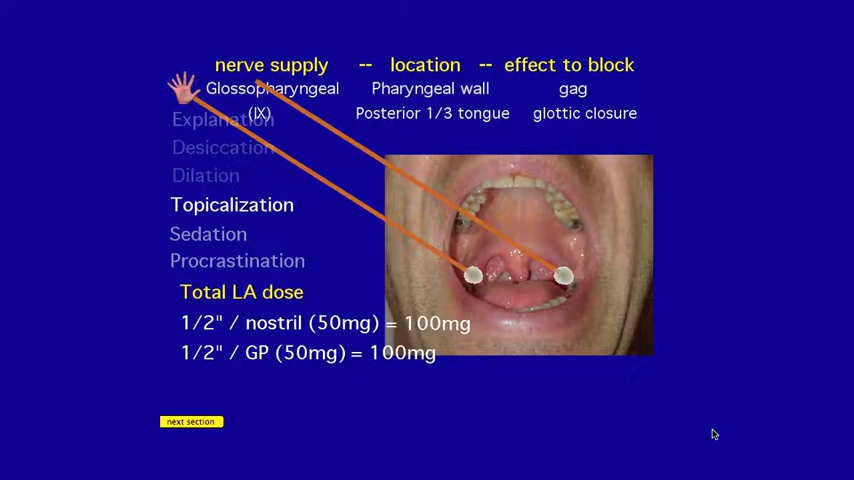 nerve supply -- location -- effect to block
Glossopharyngeal Pharyngeal wall gag
(IX) Posterior 1/3 tongue glottic closure
Explanation
Desiccation
Dilation
Topicalization
Sedation
Procrastination
Total LA dose
1/2" / nostril (50mg) = 100mg
1/2" / GP (50mg) = 100mg
next section